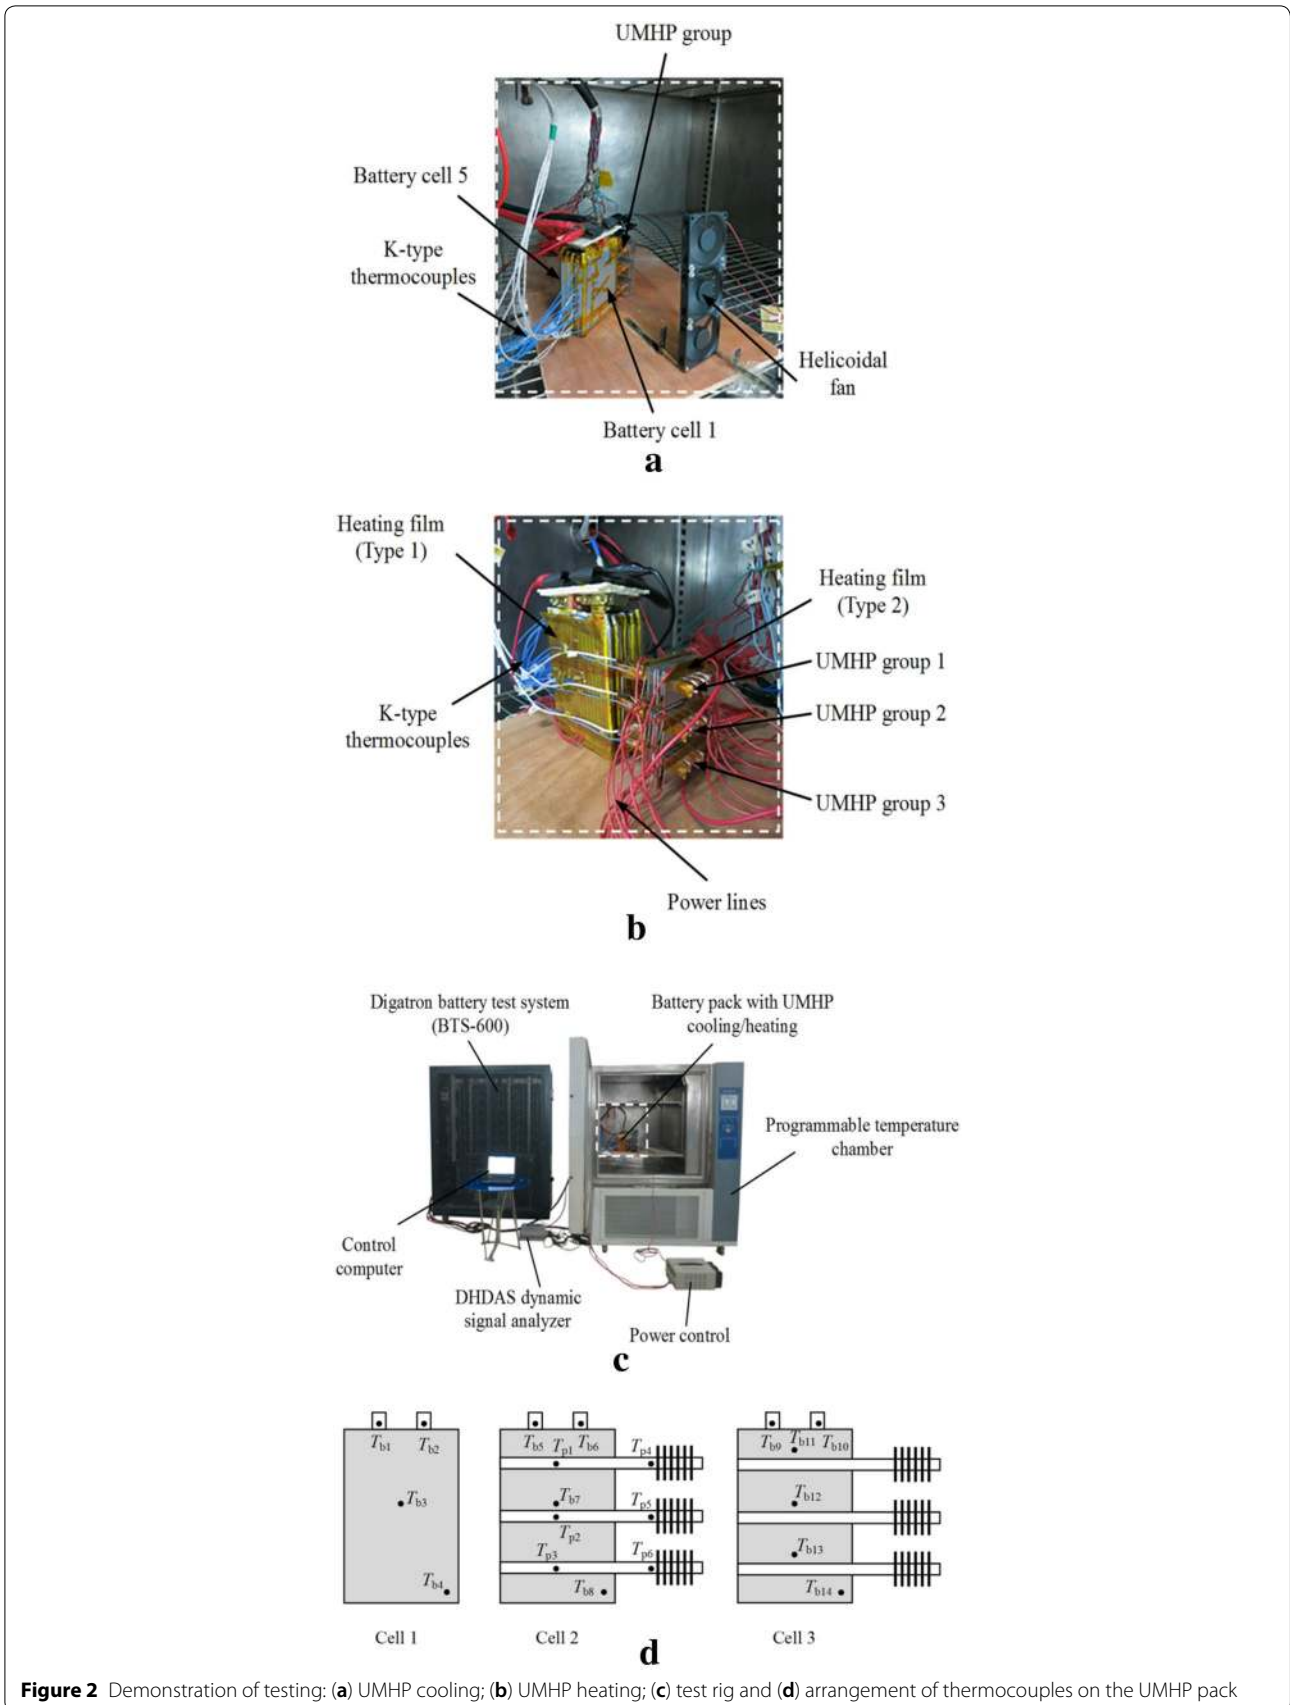 UMHP group
Battery cell 5
K-type
thermocouples
Helicoidal
fan
Battery cell 1
a
Heating film
(Type 1)
Heating film
(Type 2)
UMHP group 1
UMHP group 2
K-type
thermocouples
UMHP group 3
Power lines
b
Digatron battery test system
(BTS-600)
Battery pack with UMHP
cooling/heating
Programmable temperature
chamber
Control
computer
DHDAS dynamic
signal analyzer
Power control
c
Tb1 Tb2
Tb3
Tb4
Cell 1
Tb5 Tp1 Tb6 Tp4
Tb7 Tp5
Tp2
Tp3 Tp6
Tb8
Cell 2
Tb9 Tb11 Tb10
Tb12
Tb13
Tb14
Cell 3
d
Figure 2 Demonstration of testing: (a) UMHP cooling; (b) UMHP heating; (c) test rig and (d) arrangement of thermocouples on the UMHP pack